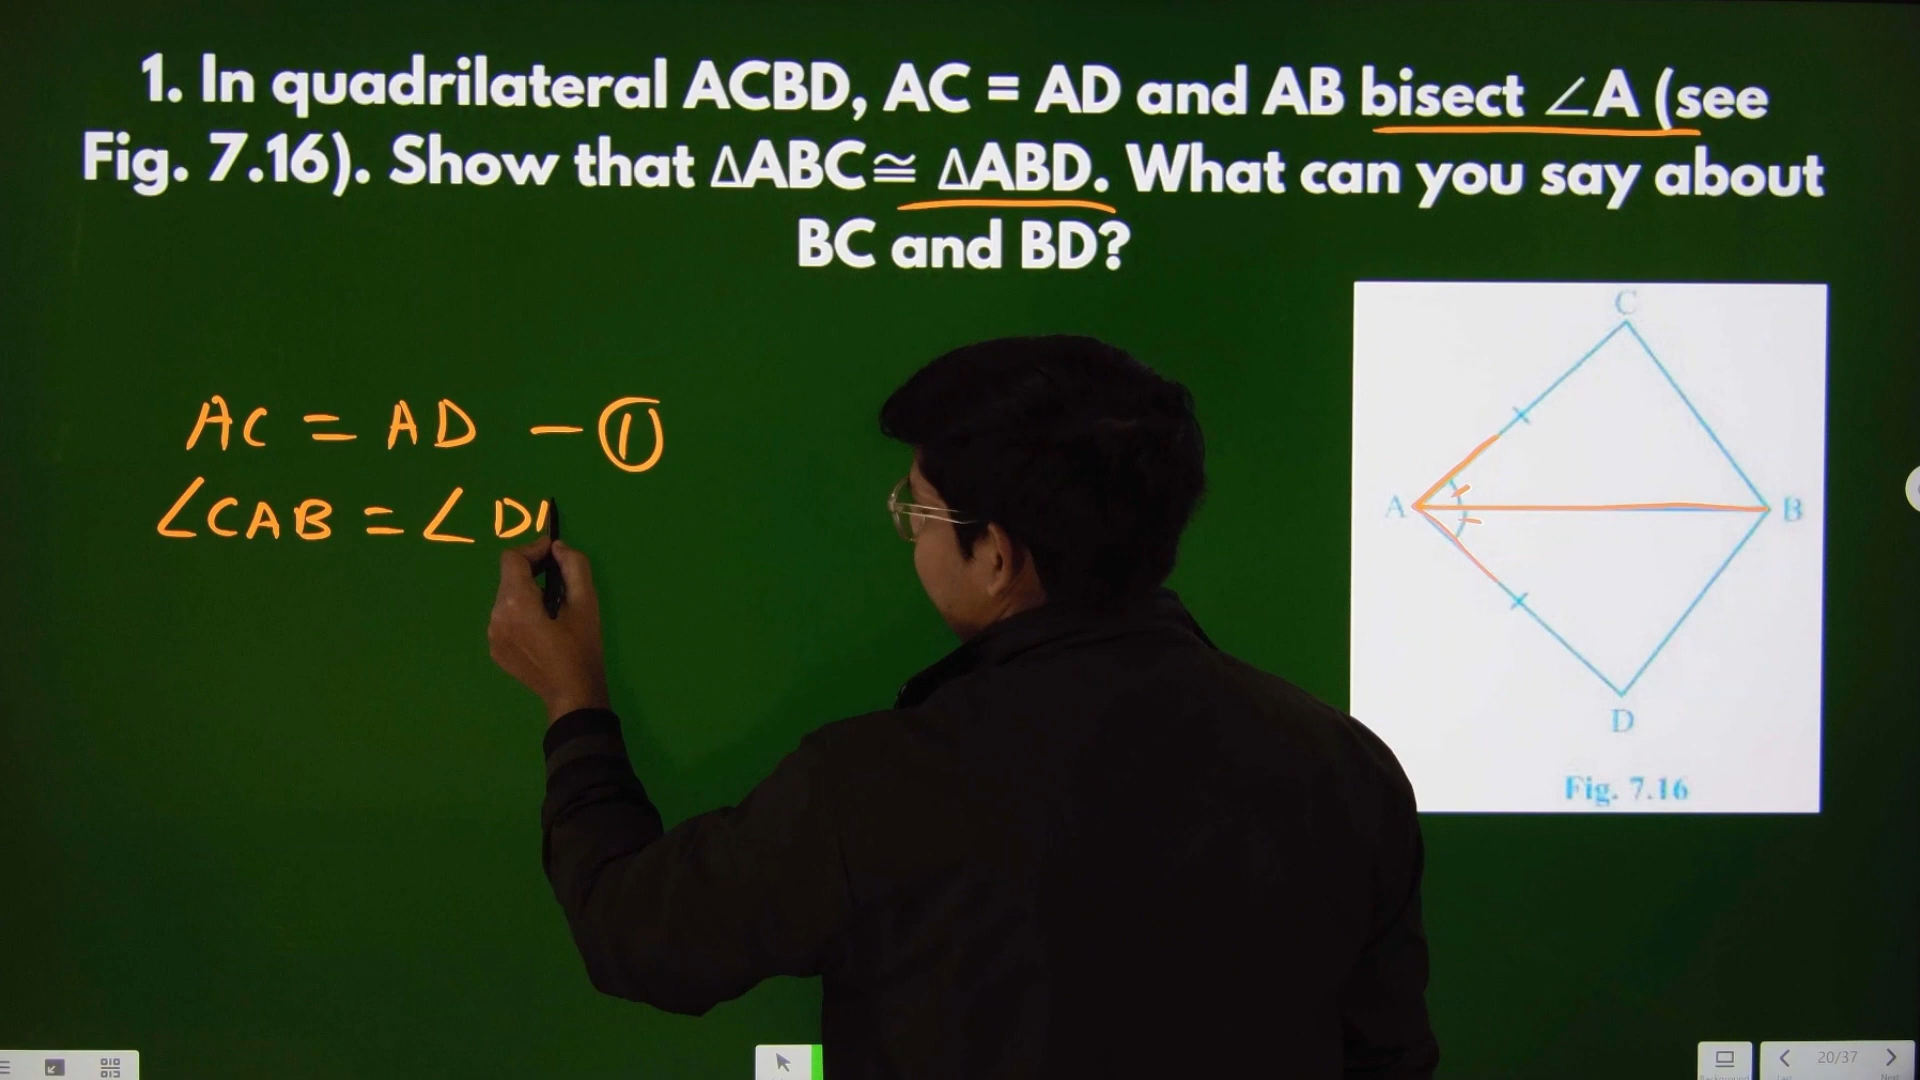 1. In quadrilateral ACBD, AC = AD and AB bisect ∠A (see
Fig. 7.16). Show that ΔABC≅ ΔABD. What can you say about
BC and BD?
AC = AD – ①
∠CAB = ∠D
C
A
B
D
Fig. 7.16
20/37